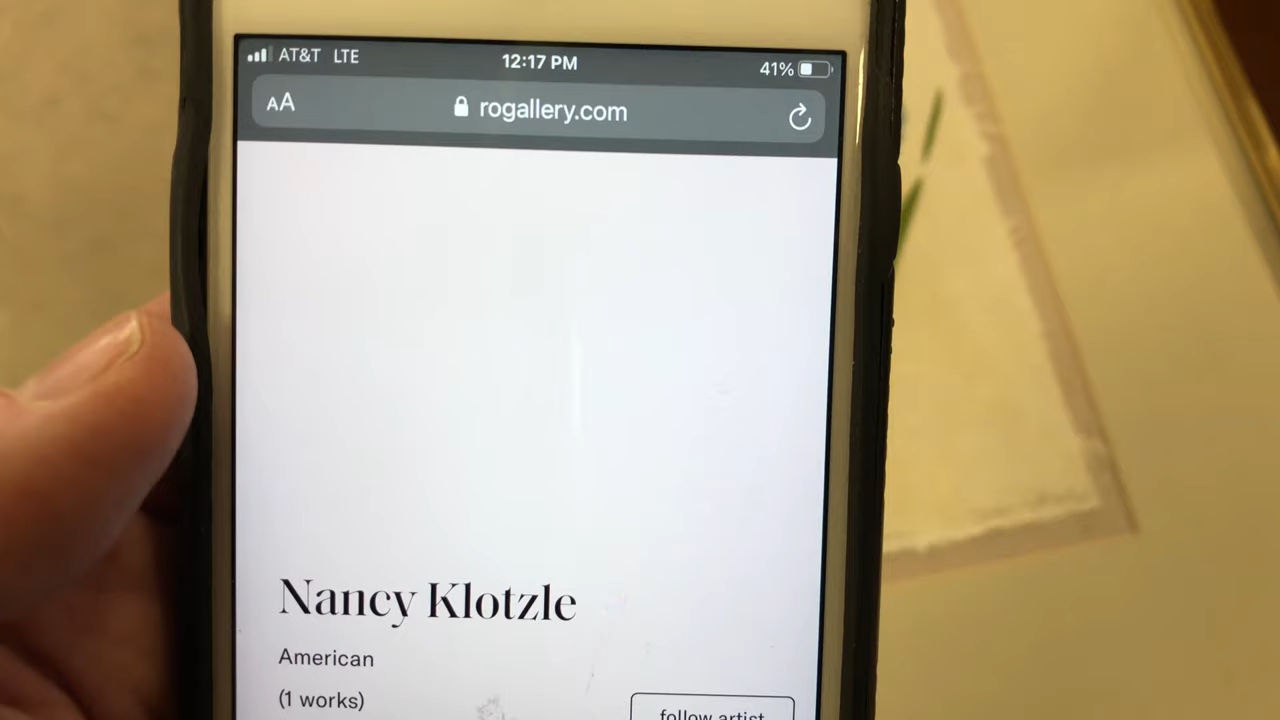 AT&T LTE 12:17 PM 41%
AA rogallery.com
Nancy Klotzle
American
(1 works)
follow artist